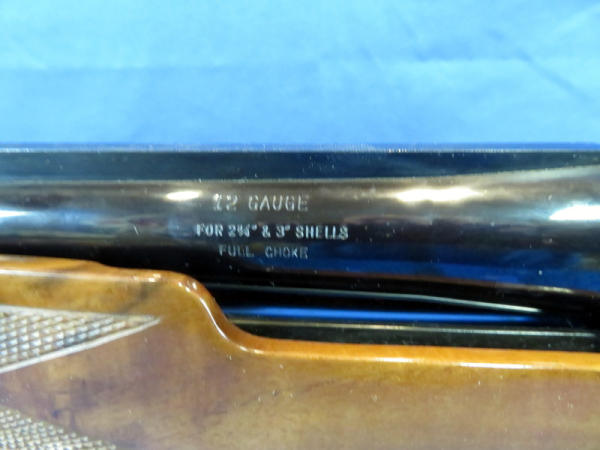 12 GAUGE
FOR 2¾" & 3" SHELLS
FULL CHOKE